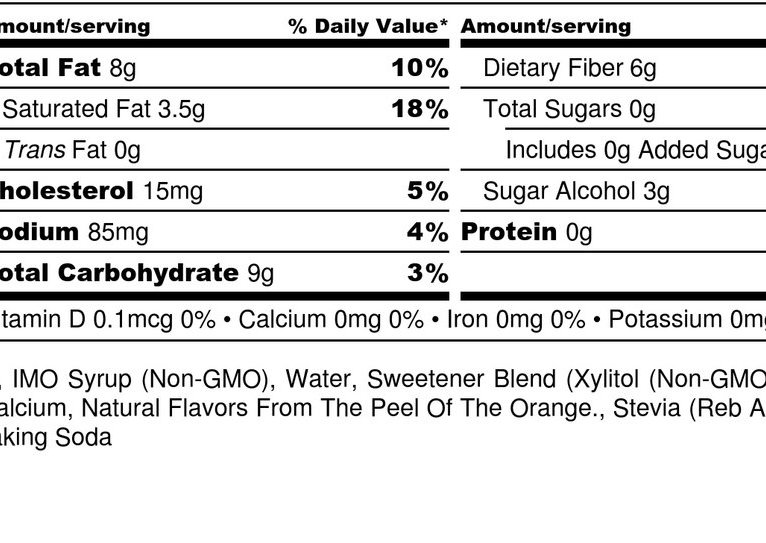 mount/serving % Daily Value* Amount/serving
otal Fat 8g 10% Dietary Fiber 6g
Saturated Fat 3.5g 18% Total Sugars 0g
Trans Fat 0g Includes 0g Added Suga
holesterol 15mg 5% Sugar Alcohol 3g
odium 85mg 4% Protein 0g
otal Carbohydrate 9g 3%
tamin D 0.1mcg 0% • Calcium 0mg 0% • Iron 0mg 0% • Potassium 0mg
, IMO Syrup (Non-GMO), Water, Sweetener Blend (Xylitol (Non-GMO
alcium, Natural Flavors From The Peel Of The Orange., Stevia (Reb A
aking Soda